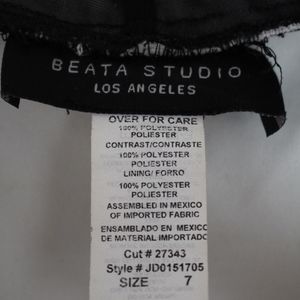 BEATA STUDIO
LOS ANGELES
OVER FOR CARE
100% POLYESTER
POLIESTER
CONTRAST/CONTRASTE
100% POLYESTER
POLIESTER
LINING/ FORRO
100% POLYESTER
POLIESTER
ASSEMBLED IN MEXICO
OF IMPORTED FABRIC
ENSAMBLADO EN MEXICO
DE MATERIAL IMPORTADO
Cut # 27343
Style # JD0151705
SIZE 7